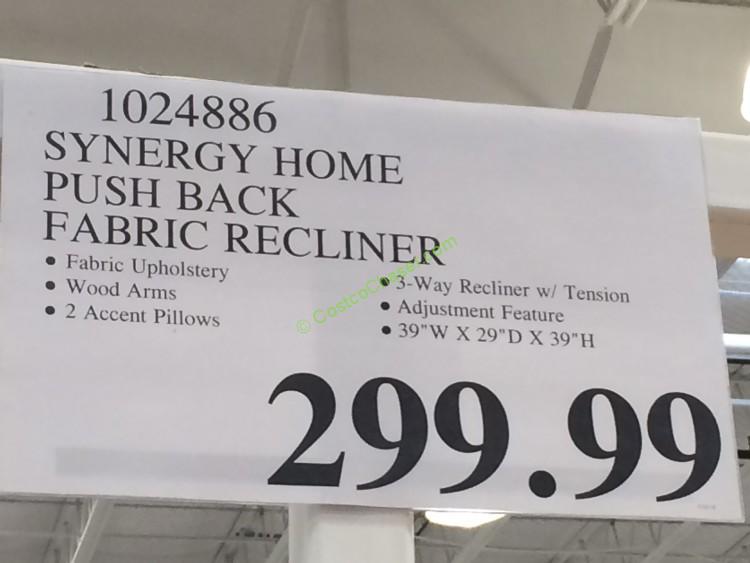 1024886
SYNERGY HOME
PUSH BACK
FABRIC RECLINER
• Fabric Upholstery
• Wood Arms
• 2 Accent Pillows
• 3-Way Recliner w/ Tension
• Adjustment Feature
• 39"W X 29"D X 39"H
299.99
© CostcoChaser.com